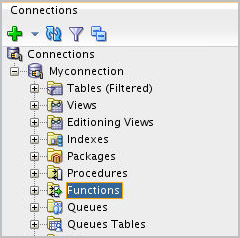 Connections
Connections
Myconnection
Tables (Filtered)
Views
Editioning Views
Indexes
Packages
Procedures
Functions
Queues
Queues Tables